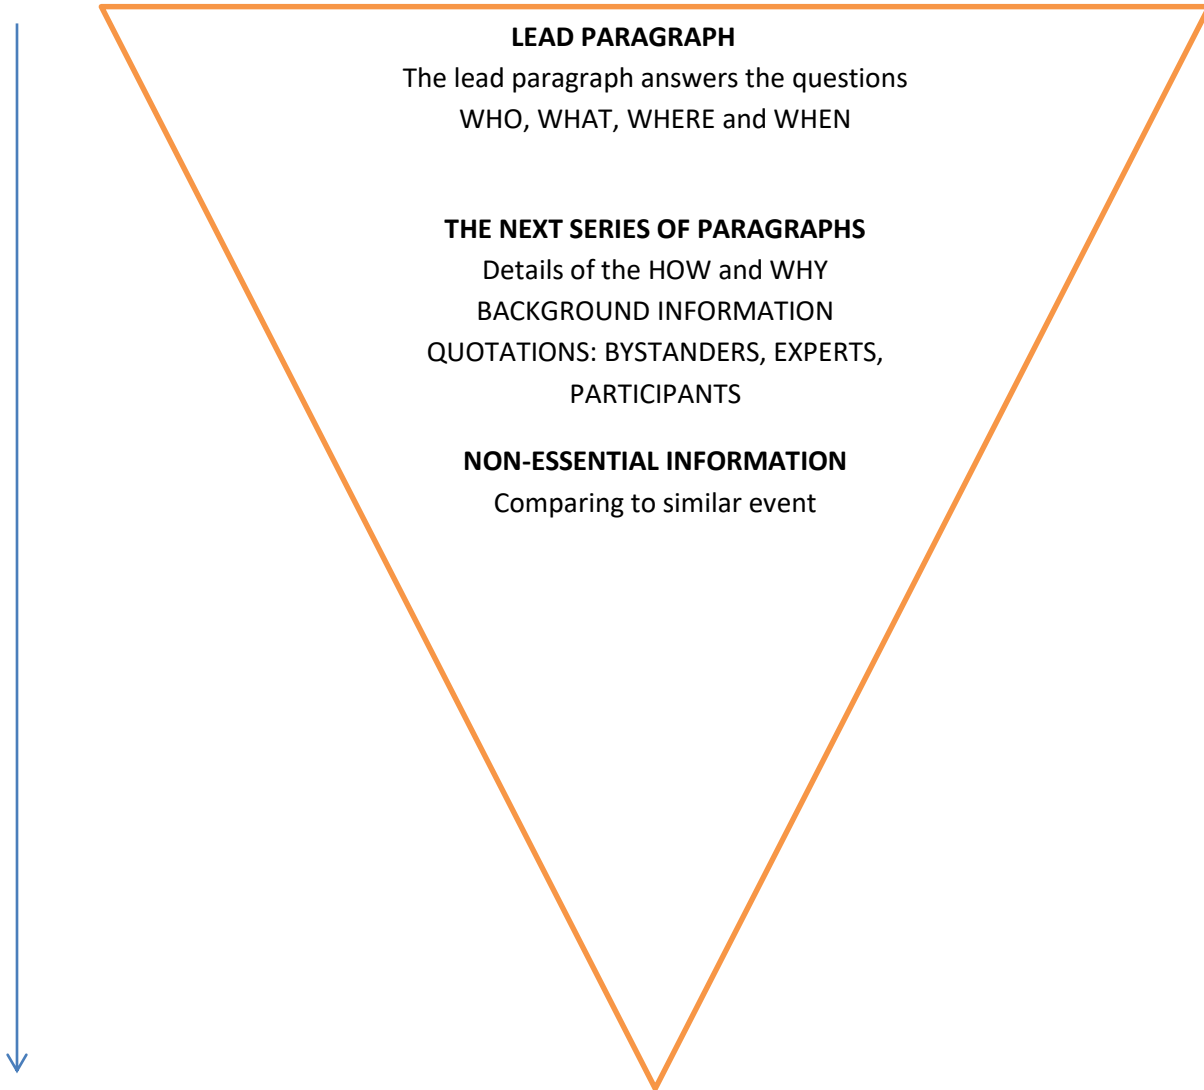 LEAD PARAGRAPH
The lead paragraph answers the questions
WHO, WHAT, WHERE and WHEN
THE NEXT SERIES OF PARAGRAPHS
Details of the HOW and WHY
BACKGROUND INFORMATION
QUOTATIONS: BYSTANDERS, EXPERTS,
PARTICIPANTS
NON-ESSENTIAL INFORMATION
Comparing to similar event